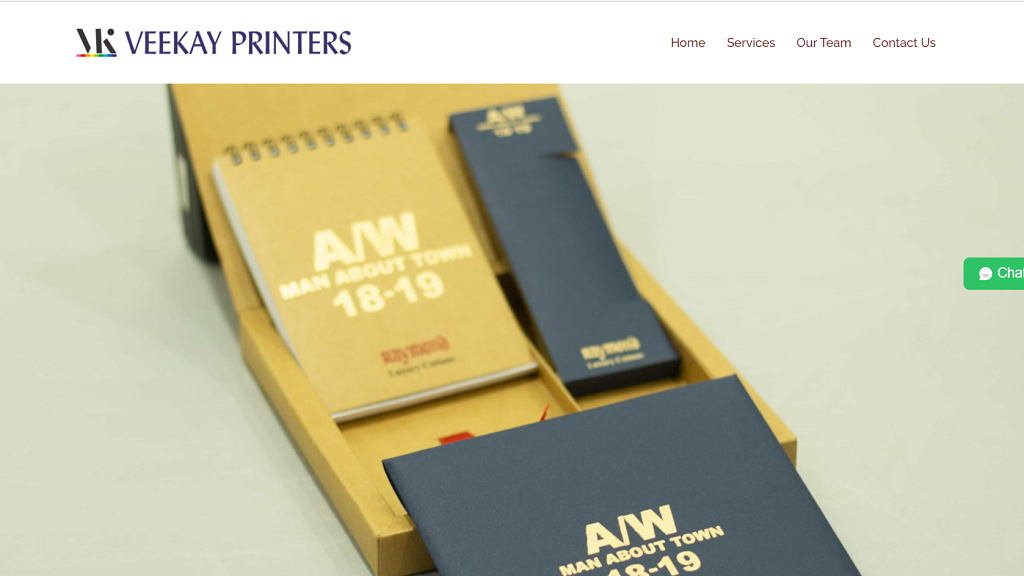 VK VEEKAY PRINTERS
Home Services Our Team Contact Us
A/W
18-19
A/W
MAN ABOUT TOWN
18-19
Raymond
Luxury Cottons
Raymond
Luxury Cottons
Chat
A/W
MAN ABOUT TOWN
18-19